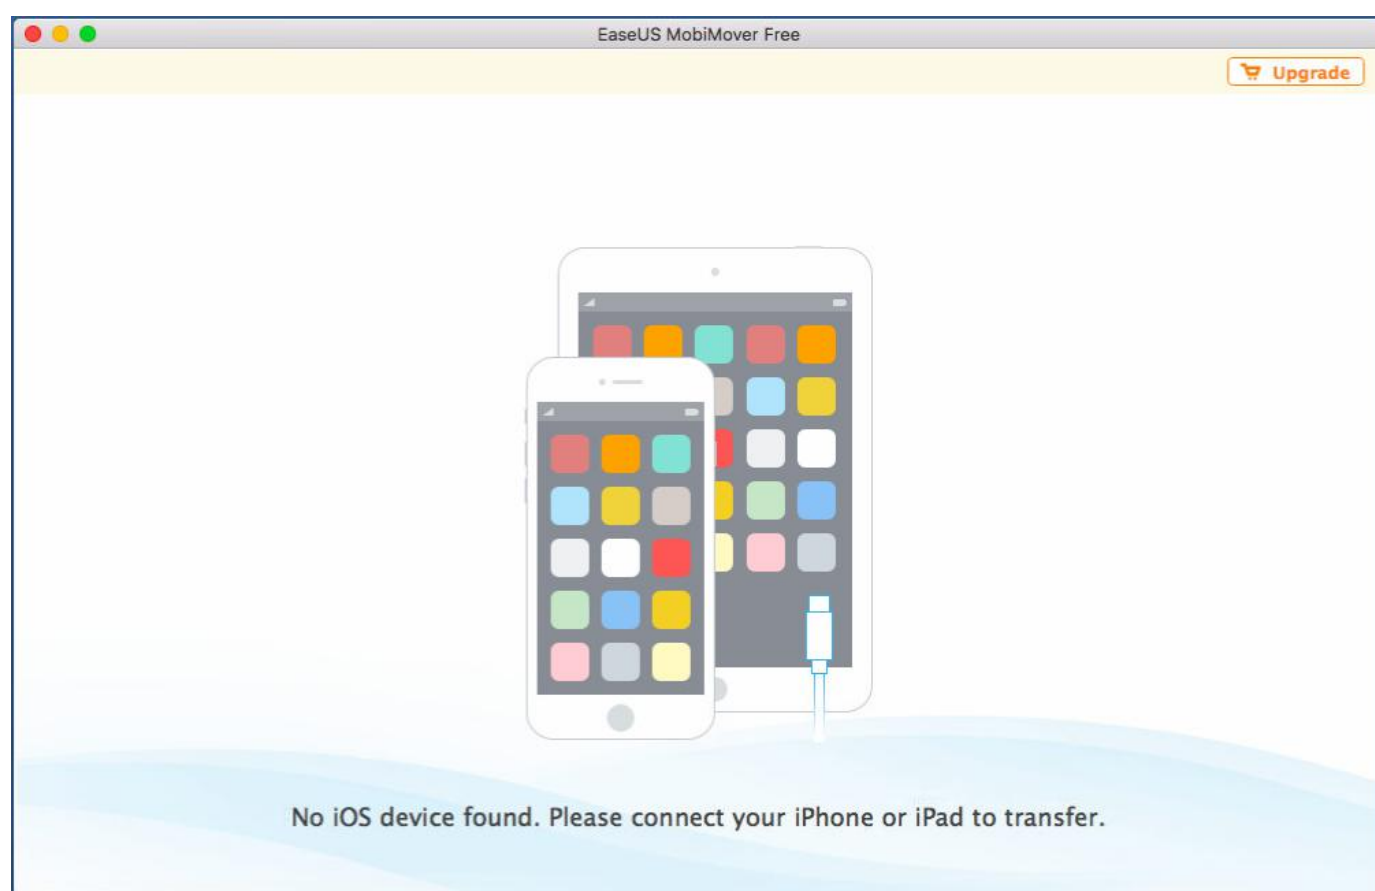 EaseUS MobiMover Free
Upgrade
No iOS device found. Please connect your iPhone or iPad to transfer.